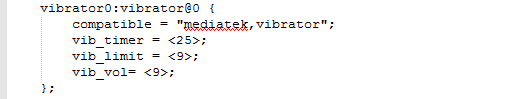 vibrator0:vibrator@0 {
    compatible = "mediatek,vibrator";
    vib_timer = <25>;
    vib_limit = <9>;
    vib_vol= <9>;
};